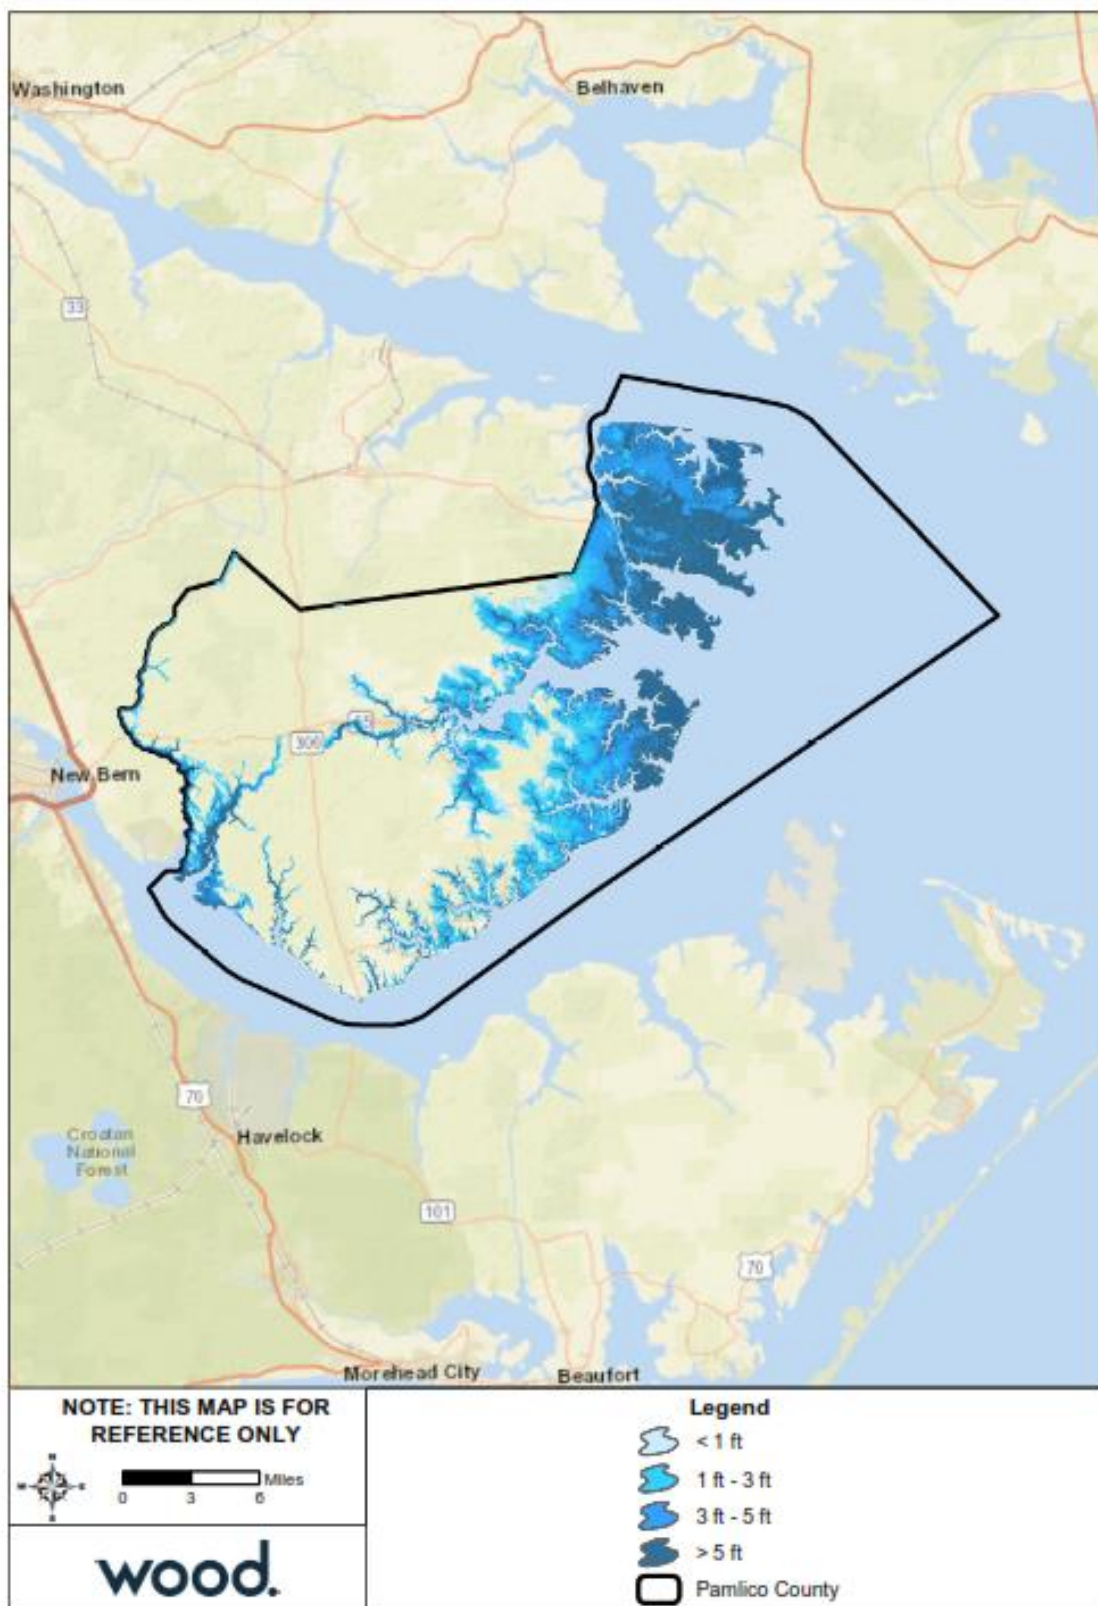 Washington
Belhaven
33
306
New Bern
70
Croatan
National
Forest
Havelock
101
70
Morehead City
Beaufort
NOTE: THIS MAP IS FOR
REFERENCE ONLY
N
W E
S
Miles
0 3 6
wood.
Legend
< 1 ft
1 ft - 3 ft
3 ft - 5 ft
> 5 ft
Pamlico County